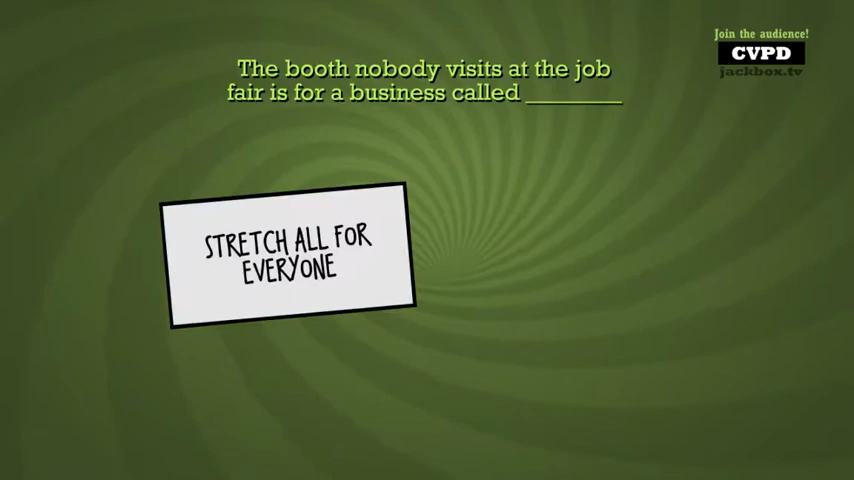 Join the audience!
CVPD
jackbox.tv
The booth nobody visits at the job
fair is for a business called ________
STRETCH ALL FOR
EVERYONE